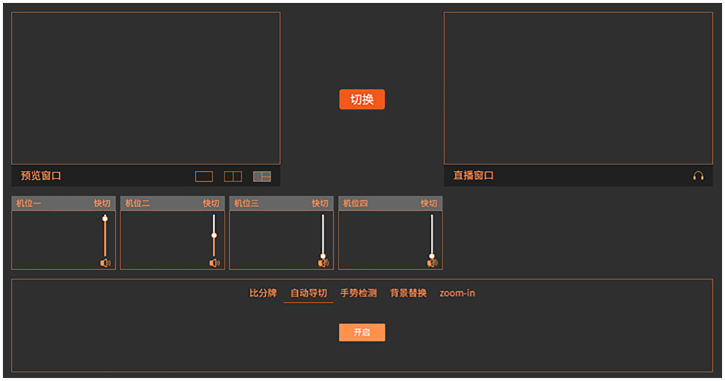 切换
预览窗口
直播窗口
机位一 快切
机位二 快切
机位三 快切
机位四 快切
比分牌 自动导切 手势检测 背景替换 zoom-in
开启